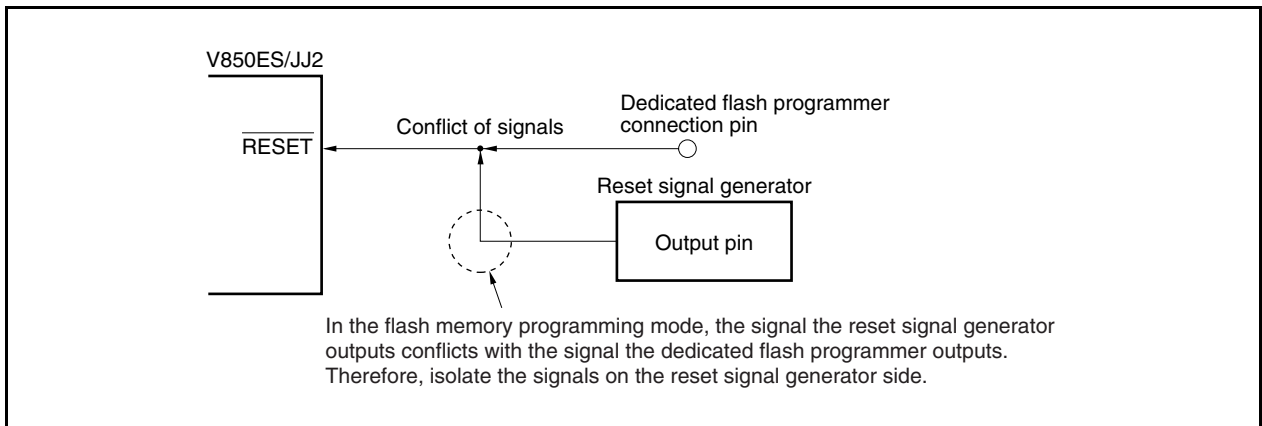 V850ES/JJ2
RESET
Conflict of signals
Dedicated flash programmer
connection pin
Reset signal generator
Output pin
In the flash memory programming mode, the signal the reset signal generator
outputs conflicts with the signal the dedicated flash programmer outputs.
Therefore, isolate the signals on the reset signal generator side.